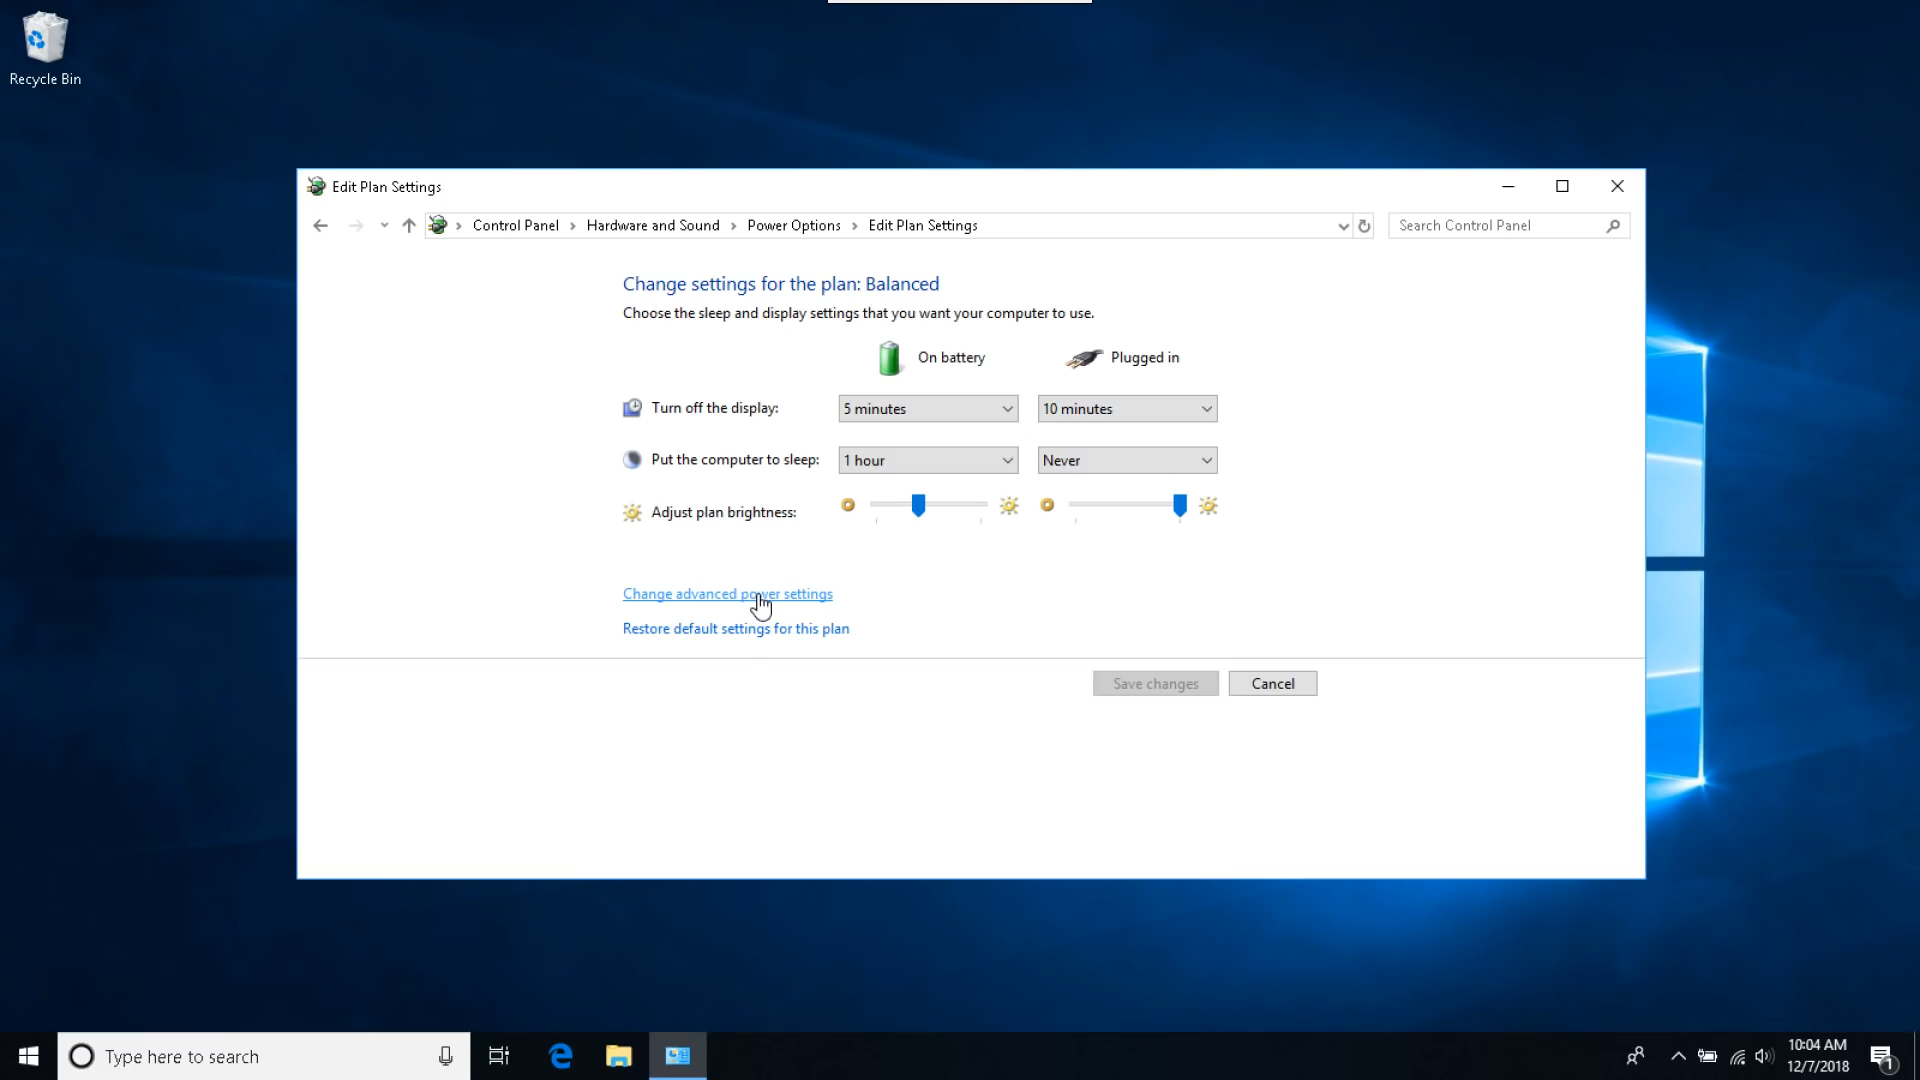 Recycle Bin
Edit Plan Settings
Control Panel > Hardware and Sound > Power Options > Edit Plan Settings
Search Control Panel
Change settings for the plan: Balanced
Choose the sleep and display settings that you want your computer to use.
On battery Plugged in
Turn off the display: 5 minutes 10 minutes
Put the computer to sleep: 1 hour Never
Adjust plan brightness:
Change advanced power settings
Restore default settings for this plan
Save changes Cancel
Type here to search
10:04 AM
12/7/2018
1